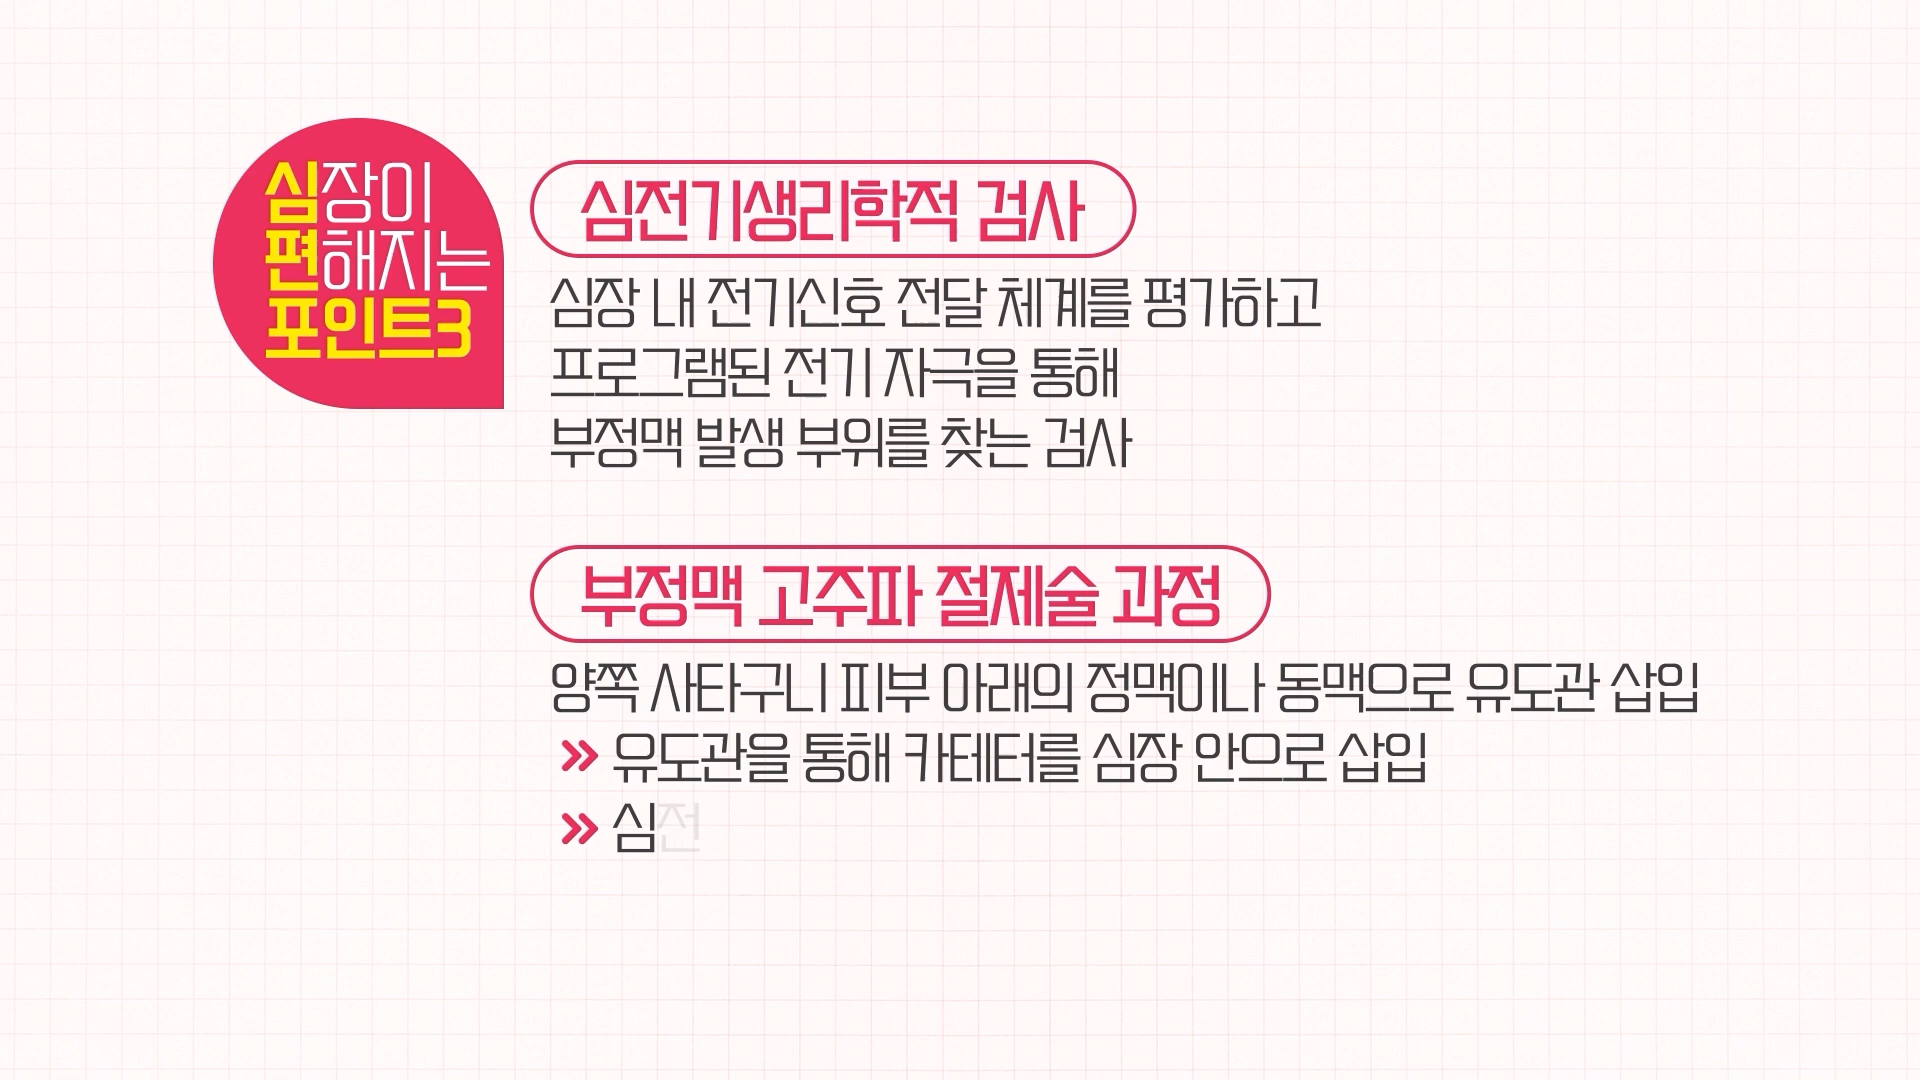 심장이
편해지는
포인트3
심전기생리학적 검사
심장 내 전기신호 전달 체계를 평가하고
프로그램된 전기 자극을 통해
부정맥 발생 부위를 찾는 검사
부정맥 고주파 절제술 과정
양쪽 사타구니 피부 아래의 정맥이나 동맥으로 유도관 삽입
» 유도관을 통해 카테터를 심장 안으로 삽입
» 심전